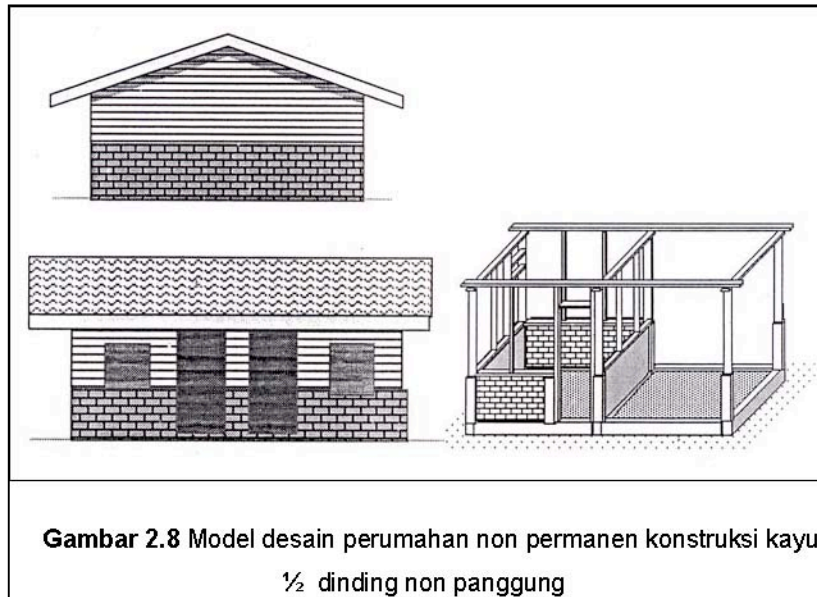 Gambar 2.8 Model desain perumahan non permanen konstruksi kayu
½ dinding non panggung